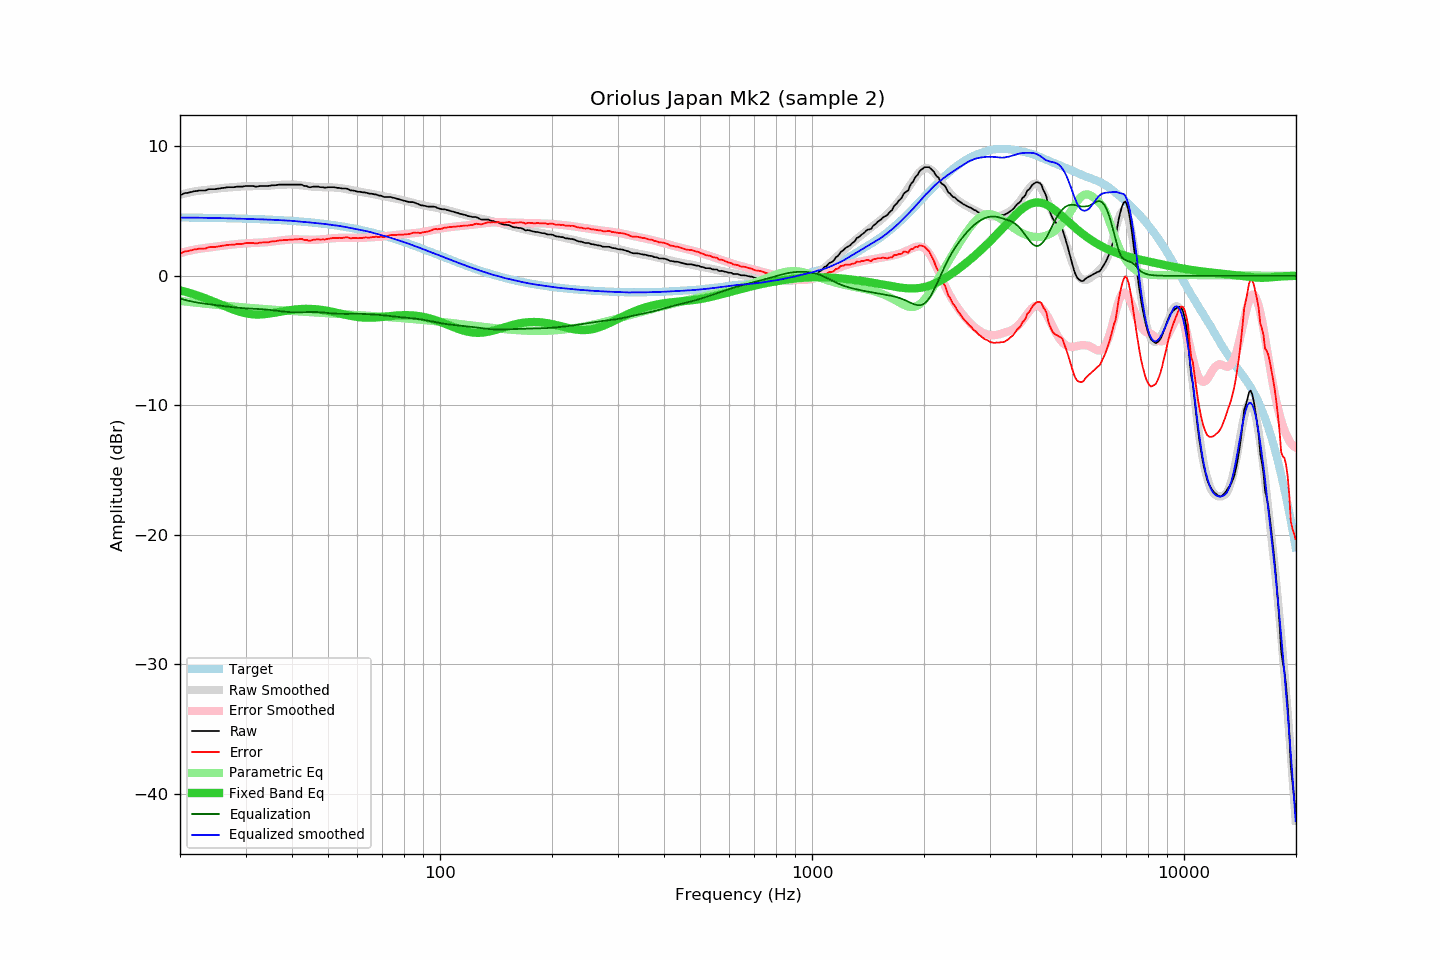 Oriolus Japan Mk2 (sample 2)
10
0
−10
−20
−30
−40
Amplitude (dBr)
Target
Raw Smoothed
Error Smoothed
Raw
Error
Parametric Eq
Fixed Band Eq
Equalization
Equalized smoothed
100
1000
10000
Frequency (Hz)